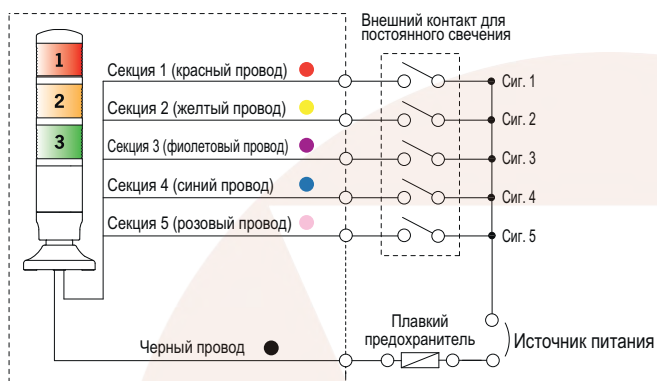 Внешний контакт для
постоянного свечения
1
2
3
Секция 1 (красный провод)
Сиг. 1
Секция 2 (желтый провод)
Сиг. 2
Секция 3 (фиолетовый провод)
Сиг. 3
Секция 4 (синий провод)
Сиг. 4
Секция 5 (розовый провод)
Сиг. 5
Черный провод
Плавкий
предохранитель
Источник питания